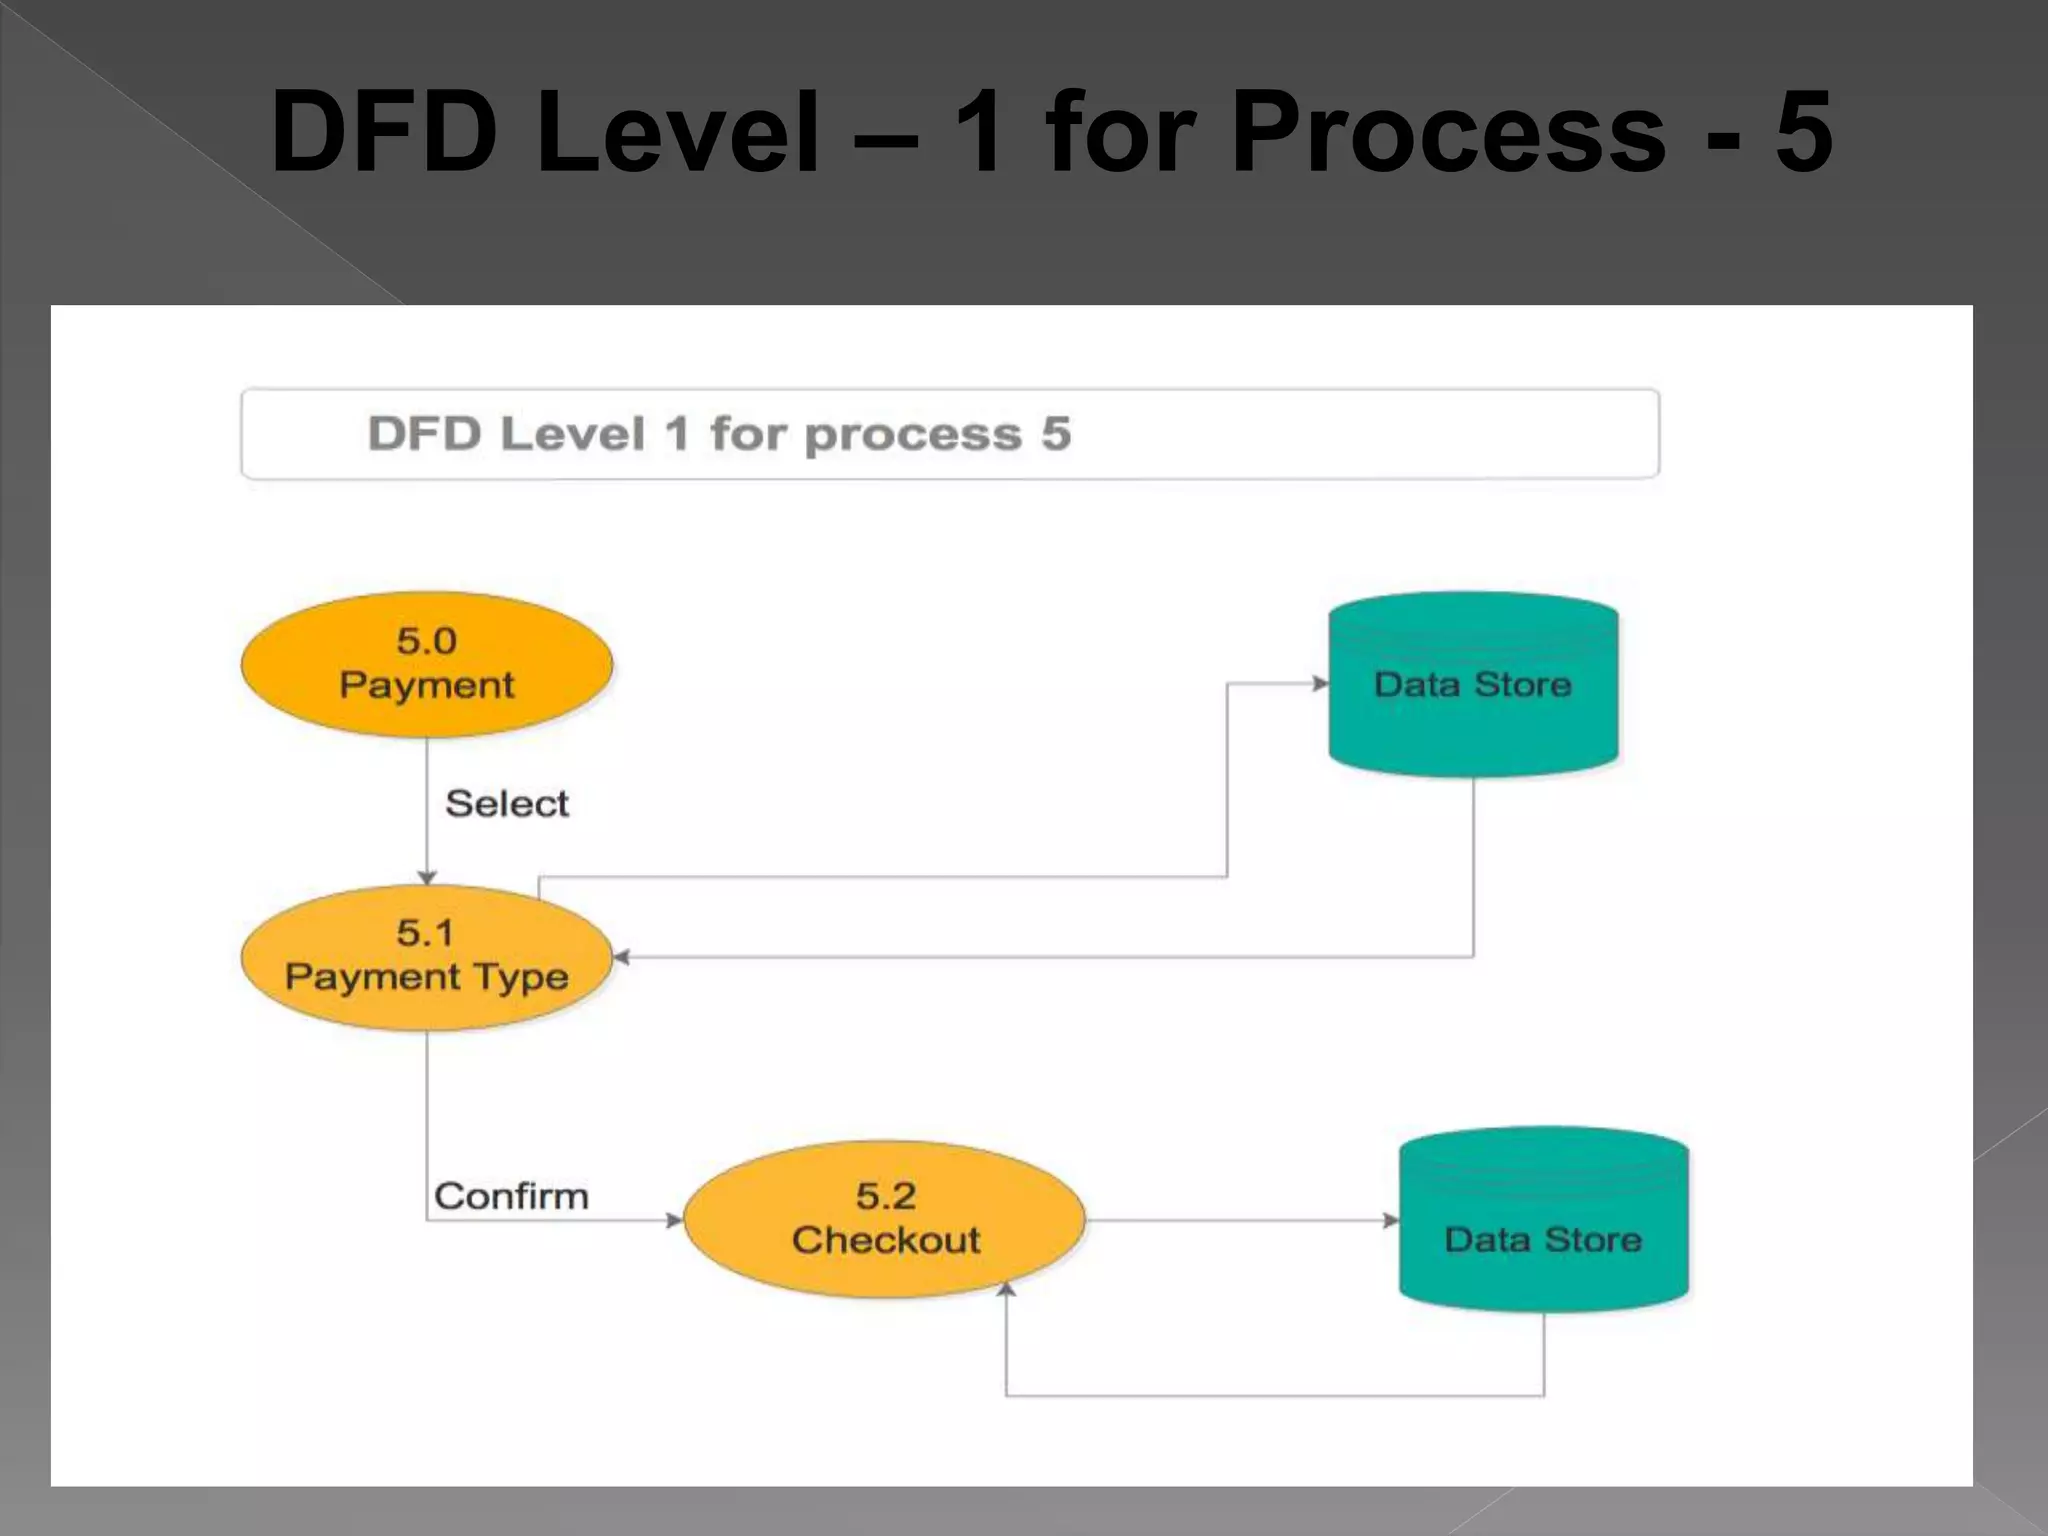 DFD Level – 1 for Process - 5
DFD Level 1 for process 5
5.0
Payment
Data Store
Select
5.1
Payment Type
Confirm
5.2
Checkout
Data Store